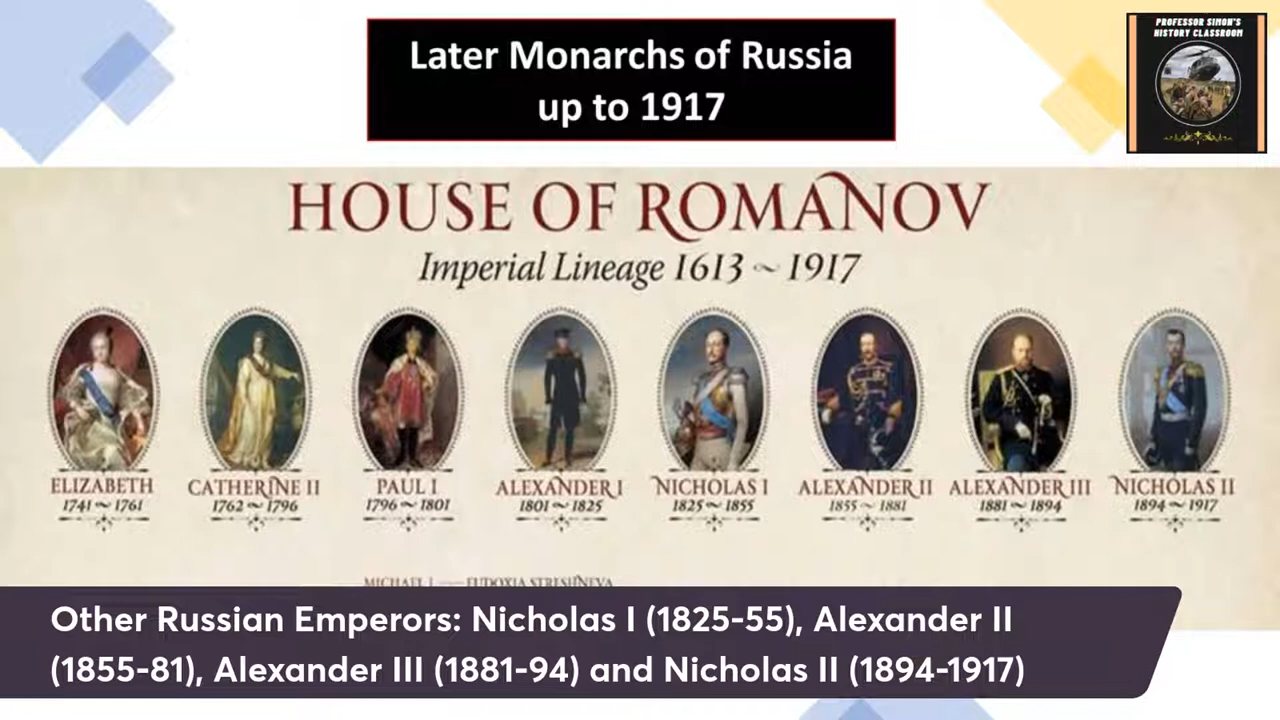 Later Monarchs of Russia
up to 1917
PROFESSOR SIMON'S
HISTORY CLASSROOM
HOUSE OF ROMANOV
Imperial Lineage 1613 ~ 1917
ELIZABETH CATHERINE II PAUL I ALEXANDER I NICHOLAS I ALEXANDER II ALEXANDER III NICHOLAS II
1741 ~ 1761 1762 ~ 1796 1796 ~ 1801 1801 ~ 1825 1825 ~ 1855 1855 ~ 1881 1881 ~ 1894 1894 ~ 1917
MICHAEL I — EUDOXIA STRESHNEVA
Other Russian Emperors: Nicholas I (1825-55), Alexander II
(1855-81), Alexander III (1881-94) and Nicholas II (1894-1917)